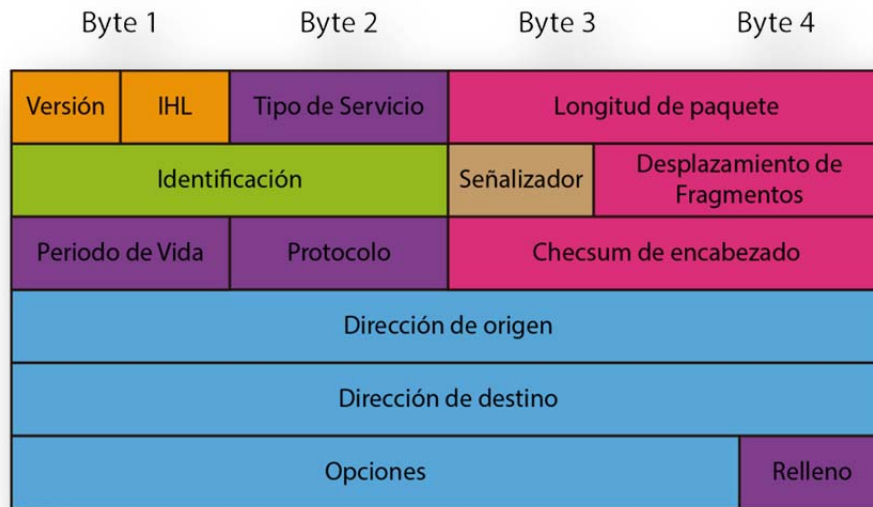 Byte 1 Byte 2 Byte 3 Byte 4
Versión IHL Tipo de Servicio Longitud de paquete
Identificación Señalizador Desplazamiento de
Fragmentos
Periodo de Vida Protocolo Checsum de encabezado
Dirección de origen
Dirección de destino
Opciones Relleno